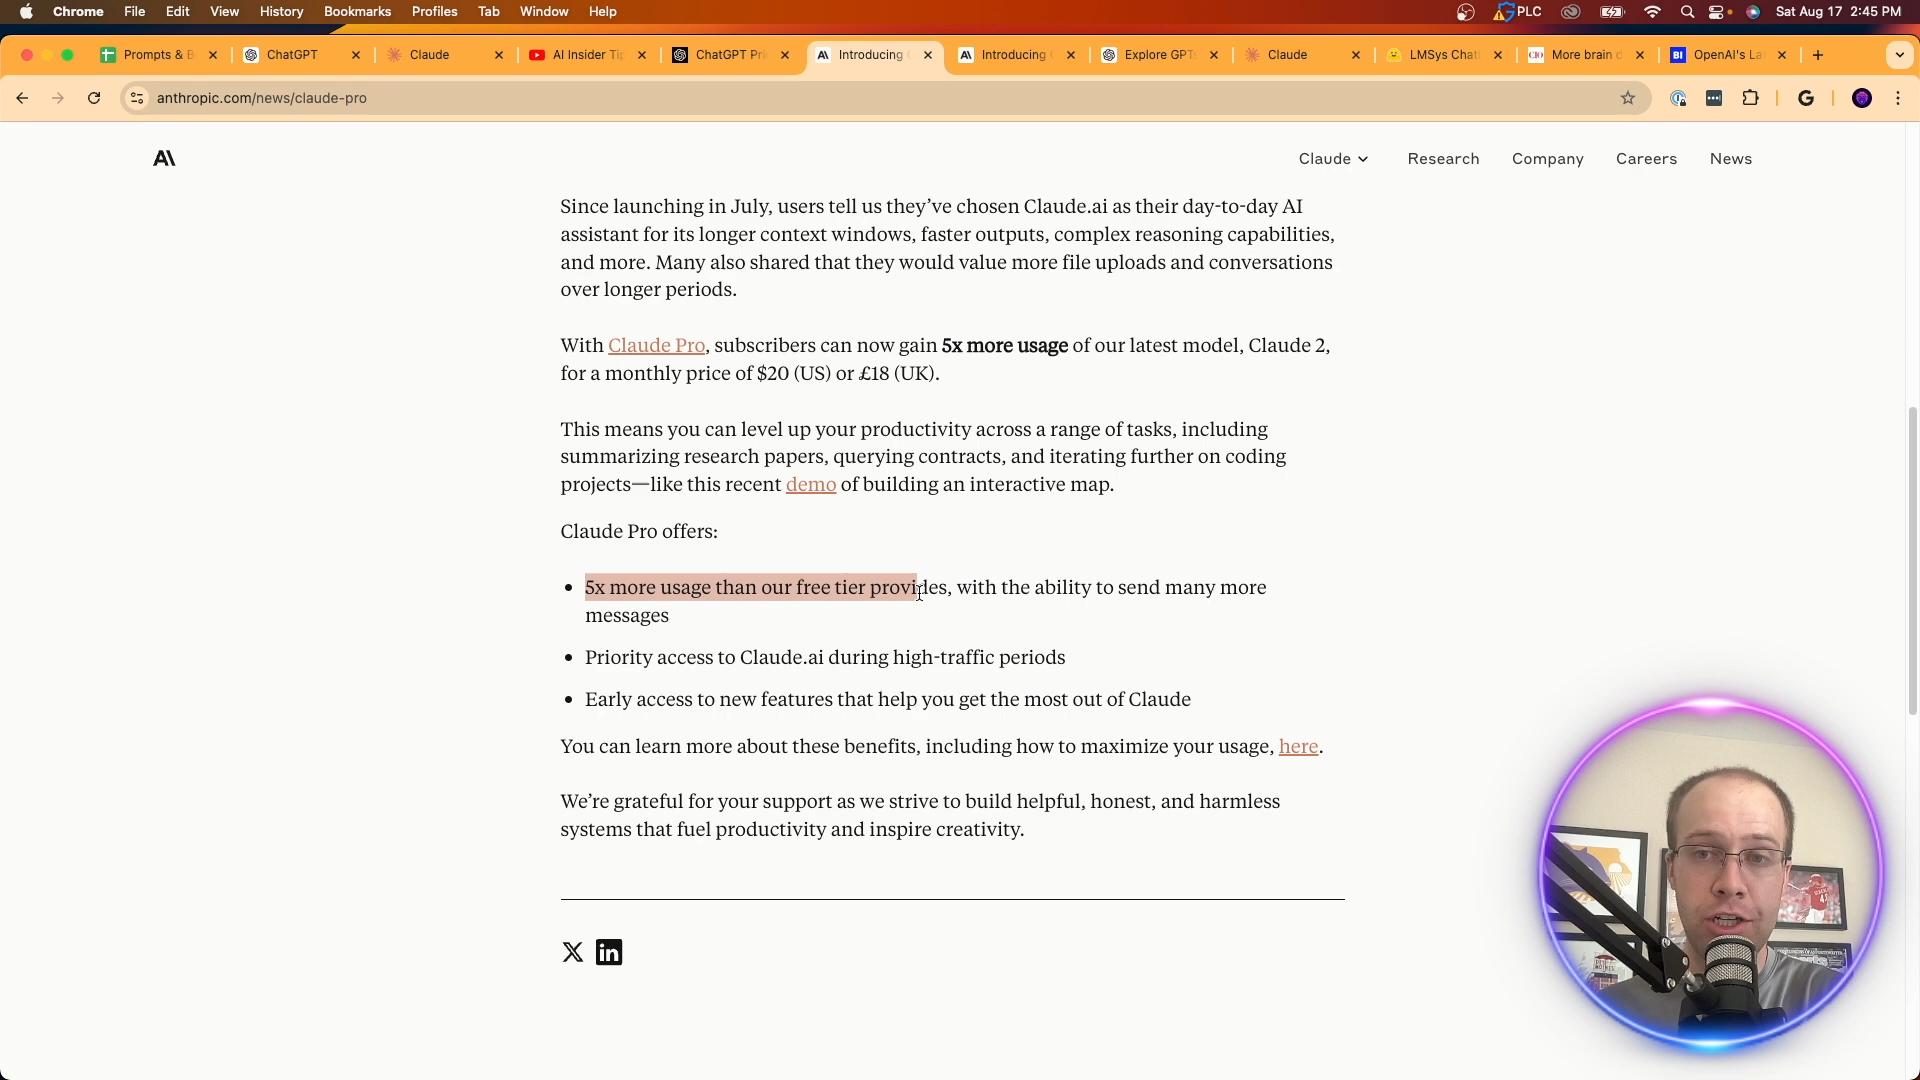 Chrome File Edit View History Bookmarks Profiles Tab Window Help PLC Sat Aug 17 2:45 PM
Prompts & B ChatGPT Claude AI Insider Tip ChatGPT Pri Introducing C Introducing Explore GPTs Claude LMSys Chat More brain d OpenAI's La
anthropic.com/news/claude-pro
Claude Research Company Careers News
Since launching in July, users tell us they’ve chosen Claude.ai as their day-to-day AI
assistant for its longer context windows, faster outputs, complex reasoning capabilities,
and more. Many also shared that they would value more file uploads and conversations
over longer periods.
With Claude Pro, subscribers can now gain 5x more usage of our latest model, Claude 2,
for a monthly price of $20 (US) or £18 (UK).
This means you can level up your productivity across a range of tasks, including
summarizing research papers, querying contracts, and iterating further on coding
projects—like this recent demo of building an interactive map.
Claude Pro offers:
5x more usage than our free tier provides, with the ability to send many more
messages
Priority access to Claude.ai during high-traffic periods
Early access to new features that help you get the most out of Claude
You can learn more about these benefits, including how to maximize your usage, here.
We’re grateful for your support as we strive to build helpful, honest, and harmless
systems that fuel productivity and inspire creativity.